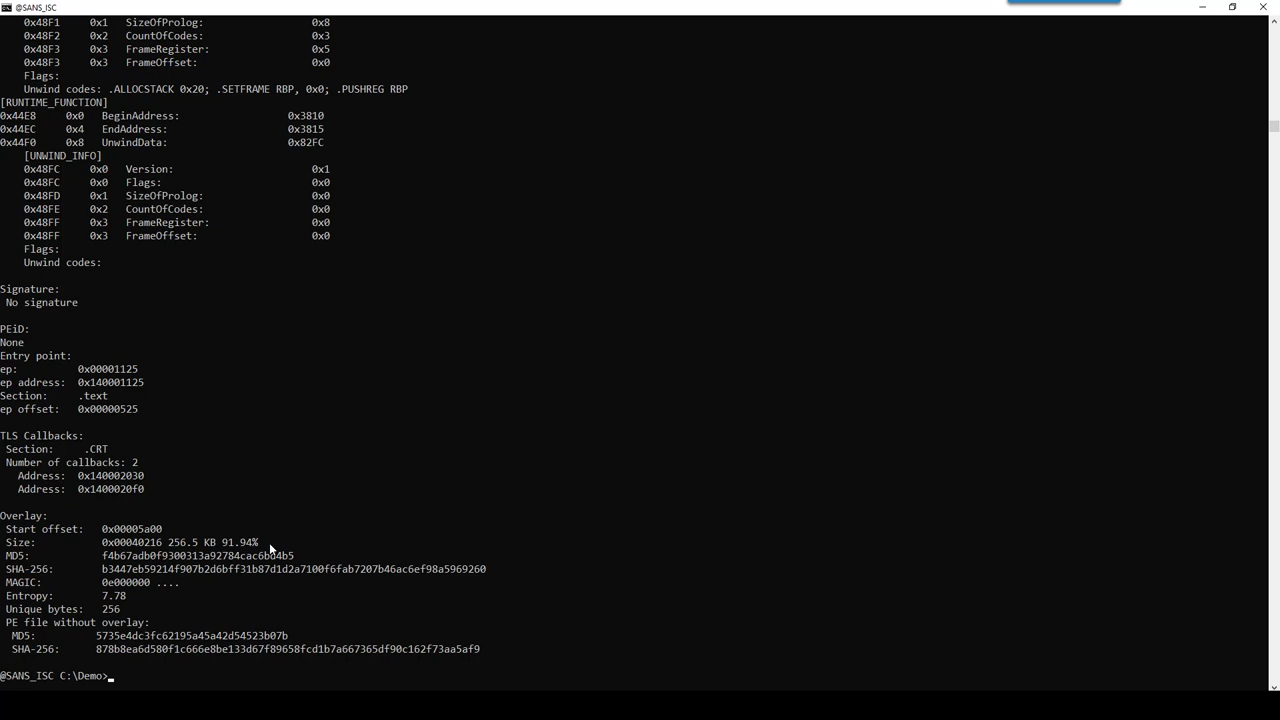 @SANS_ISC
0x48F1 0x1 SizeOfProlog: 0x8
0x48F2 0x2 CountOfCodes: 0x3
0x48F3 0x3 FrameRegister: 0x5
0x48F3 0x3 FrameOffset: 0x0
Flags:
Unwind codes: .ALLOCSTACK 0x20; .SETFRAME RBP, 0x0; .PUSHREG RBP
[RUNTIME_FUNCTION]
0x44E8 0x0 BeginAddress: 0x3810
0x44EC 0x4 EndAddress: 0x3815
0x44F0 0x8 UnwindData: 0x82FC
[UNWIND_INFO]
0x48FC 0x0 Version: 0x1
0x48FC 0x0 Flags: 0x0
0x48FD 0x1 SizeOfProlog: 0x0
0x48FE 0x2 CountOfCodes: 0x0
0x48FF 0x3 FrameRegister: 0x0
0x48FF 0x3 FrameOffset: 0x0
Flags:
Unwind codes:
Signature:
No signature
PEiD:
None
Entry point:
ep: 0x00001125
ep address: 0x140001125
Section: .text
ep offset: 0x00000525
TLS Callbacks:
Section: .CRT
Number of callbacks: 2
Address: 0x140002030
Address: 0x1400020f0
Overlay:
Start offset: 0x00005a00
Size: 0x00040216 256.5 KB 91.94%
MD5: f4b67adb0f9300313a92784cac6bd4b5
SHA-256: b3447eb59214f907b2d6bff31b87d1d2a7100f6fab7207b46ac6ef98a5969260
MAGIC: 0e000000 ....
Entropy: 7.78
Unique bytes: 256
PE file without overlay:
MD5: 5735e4dc3fc62195a45a42d54523b07b
SHA-256: 878b8ea6d580f1c666e8be133d67f89658fcd1b7a667365df90c162f73aa5af9
@SANS_ISC C:\Demo>